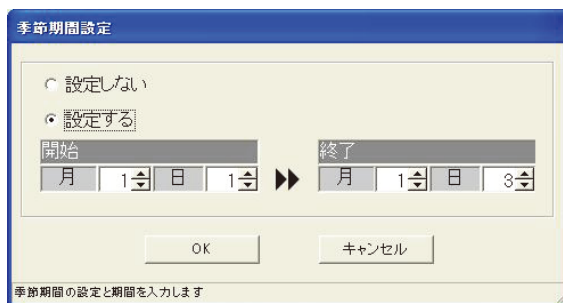 季節期間設定
設定しない
設定する
開始
終了
月 1 日 1
月 1 日 3
OK
キャンセル
季節期間の設定と期間を入力します